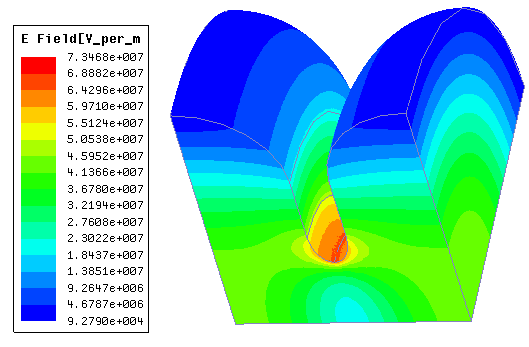 E Field[V_per_m
7.3468e+007
6.8882e+007
6.4296e+007
5.9710e+007
5.5124e+007
5.0538e+007
4.5952e+007
4.1366e+007
3.6780e+007
3.2194e+007
2.7608e+007
2.3022e+007
1.8437e+007
1.3851e+007
9.2647e+006
4.6787e+006
9.2790e+004